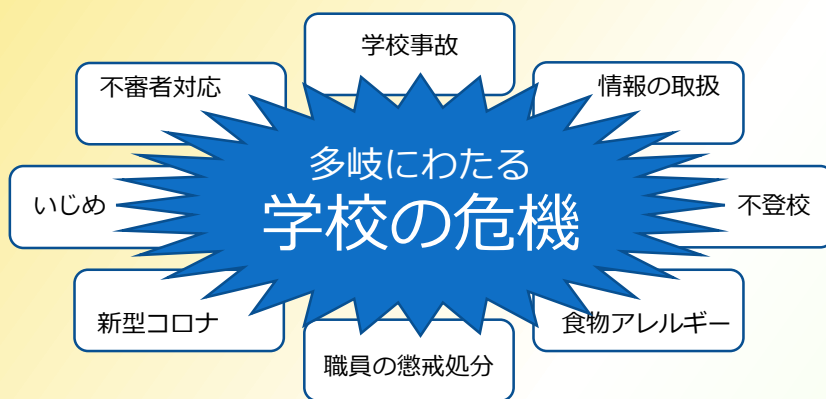 学校事故
不審者対応
情報の取扱
多岐にわたる
学校の危機
いじめ
不登校
新型コロナ
食物アレルギー
職員の懲戒処分